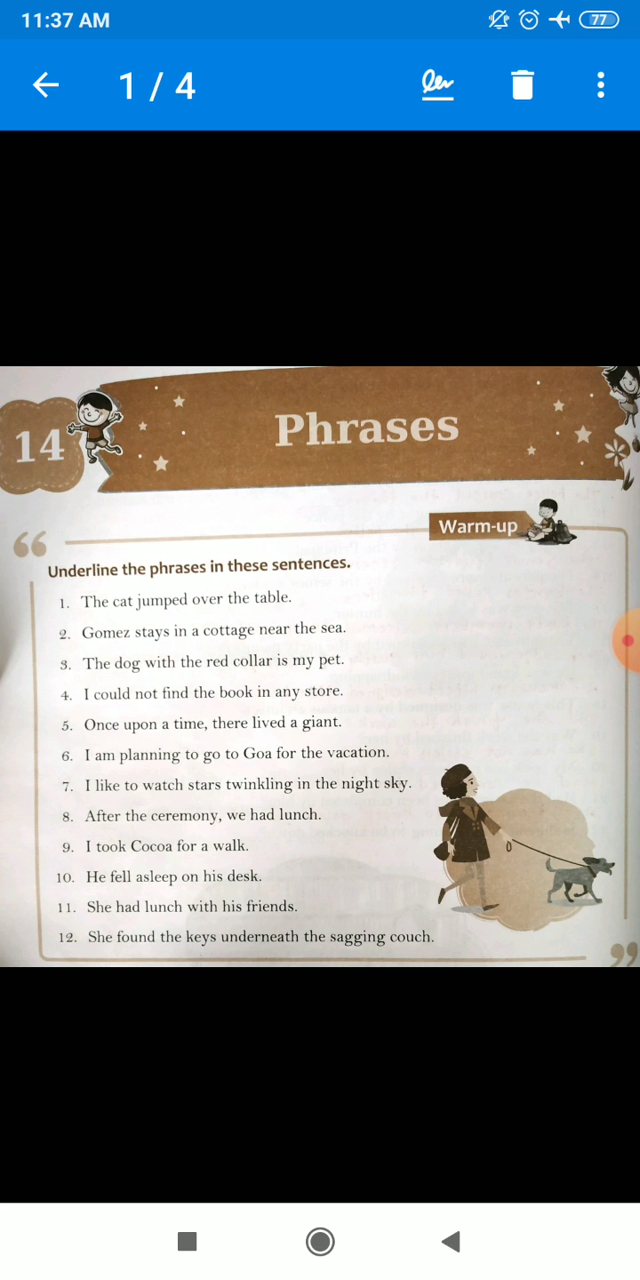 11:37 AM
77
1 / 4
14
Phrases
Warm-up
“
Underline the phrases in these sentences.
1. The cat jumped over the table.
2. Gomez stays in a cottage near the sea.
3. The dog with the red collar is my pet.
4. I could not find the book in any store.
5. Once upon a time, there lived a giant.
6. I am planning to go to Goa for the vacation.
7. I like to watch stars twinkling in the night sky.
8. After the ceremony, we had lunch.
9. I took Cocoa for a walk.
10. He fell asleep on his desk.
11. She had lunch with his friends.
12. She found the keys underneath the sagging couch.
”